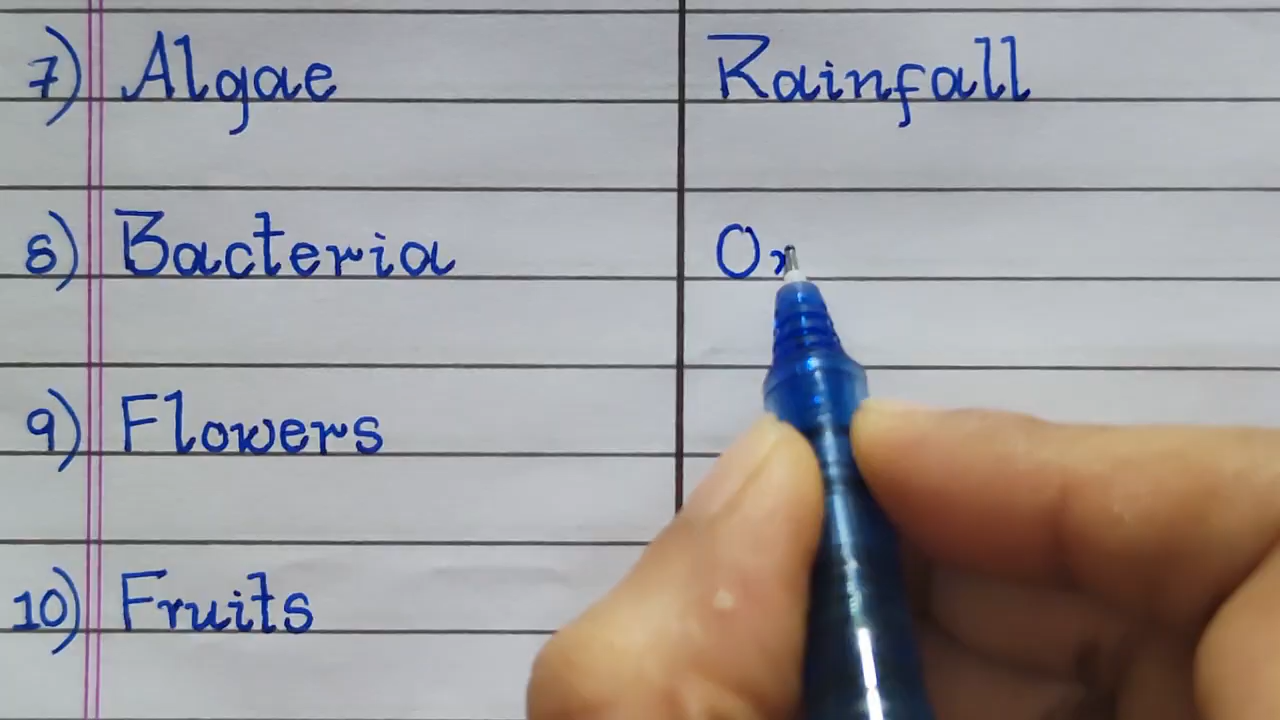 7) Algae Rainfall
8) Bacteria
9) Flowers
10) Fruits